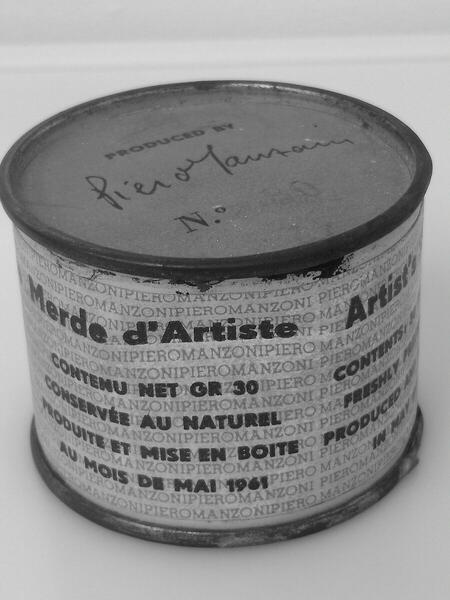 PRODUCED BY
Piero Manzoni
N.º
Merde d'Artiste
CONTENU NET GR 30
CONSERVÉE AU NATUREL
PRODUITE ET MISE EN BOITE
AU MOIS DE MAI 1961
Artist's
CONTENTS
FRESHLY
PRODUCED
IN
PIEROMANZONIPIEROMANZONI